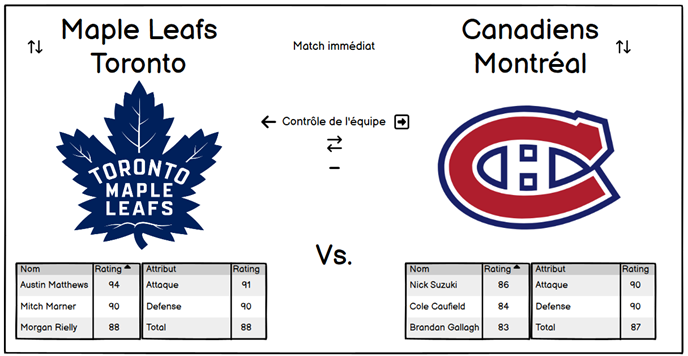 Maple Leafs
Toronto
Match immédiat
Canadiens
Montréal
Contrôle de l'équipe
TORONTO
MAPLE
LEAFS
Vs.
Nom Rating Attribut Rating
Austin Matthews 94 Attaque 91
Mitch Marner 90 Defense 90
Morgan Rielly 88 Total 88
Nom Rating Attribut Rating
Nick Suzuki 86 Attaque 90
Cole Caufield 84 Defense 90
Brandan Gallagh 83 Total 87